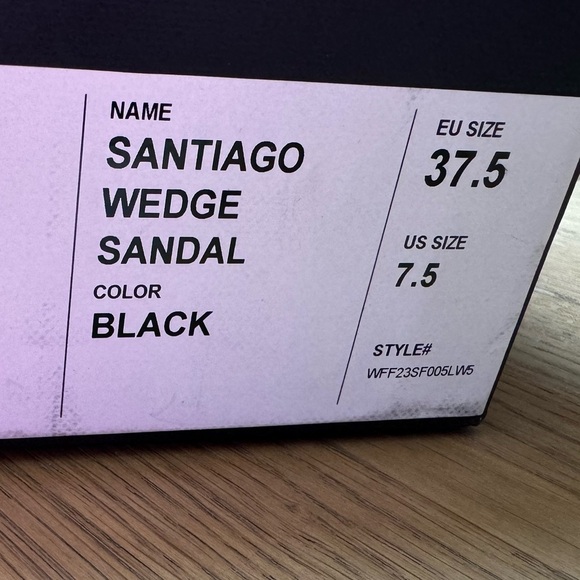 NAME
SANTIAGO
WEDGE
SANDAL
COLOR
BLACK
EU SIZE
37.5
US SIZE
7.5
STYLE#
WFF23SF005LW5